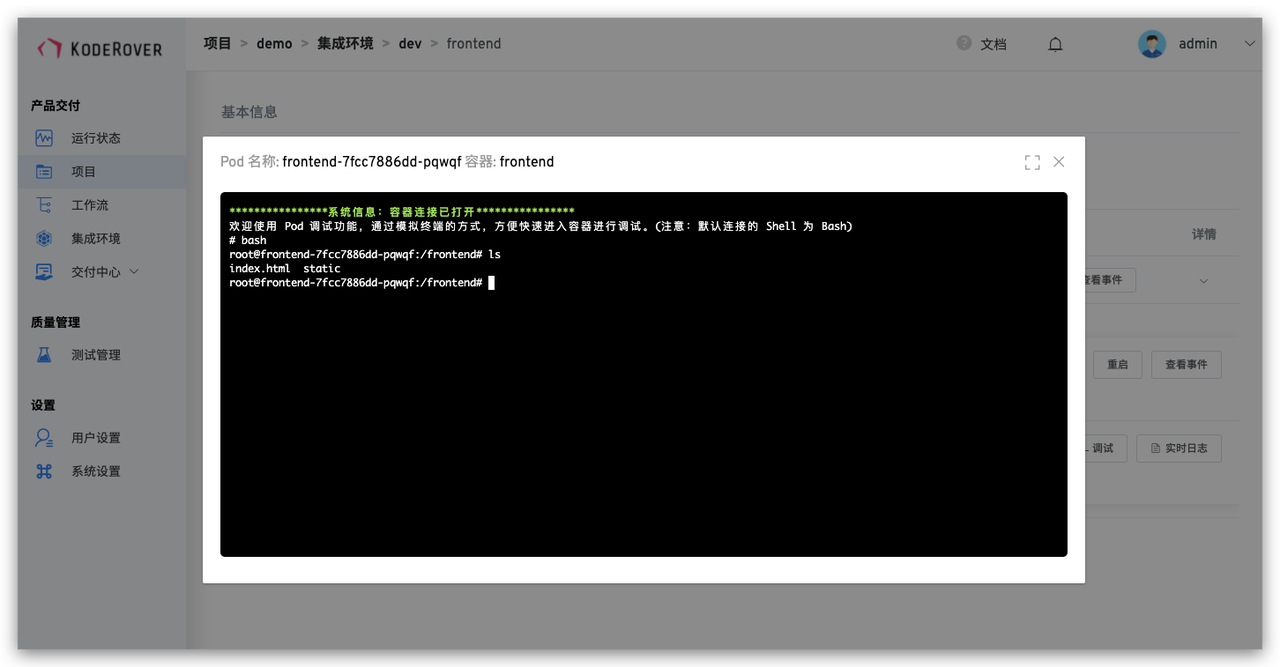 KODEROVER
项目 > demo > 集成环境 > dev > frontend
? 文档
admin
产品交付
运行状态
项目
工作流
集成环境
交付中心
质量管理
测试管理
设置
用户设置
系统设置
基本信息
Pod 名称: frontend-7fcc7886dd-pqwqf 容器: frontend
****************系统信息: 容器连接已打开****************
欢迎使用 Pod 调试功能, 通过模拟终端的方式, 方便快速进入容器进行调试。(注意: 默认连接的 Shell 为 Bash)
# bash
root@frontend-7fcc7886dd-pqwqf:/frontend# ls
index.html  static
root@frontend-7fcc7886dd-pqwqf:/frontend#
详情
查看事件
重启
查看事件
调试
实时日志